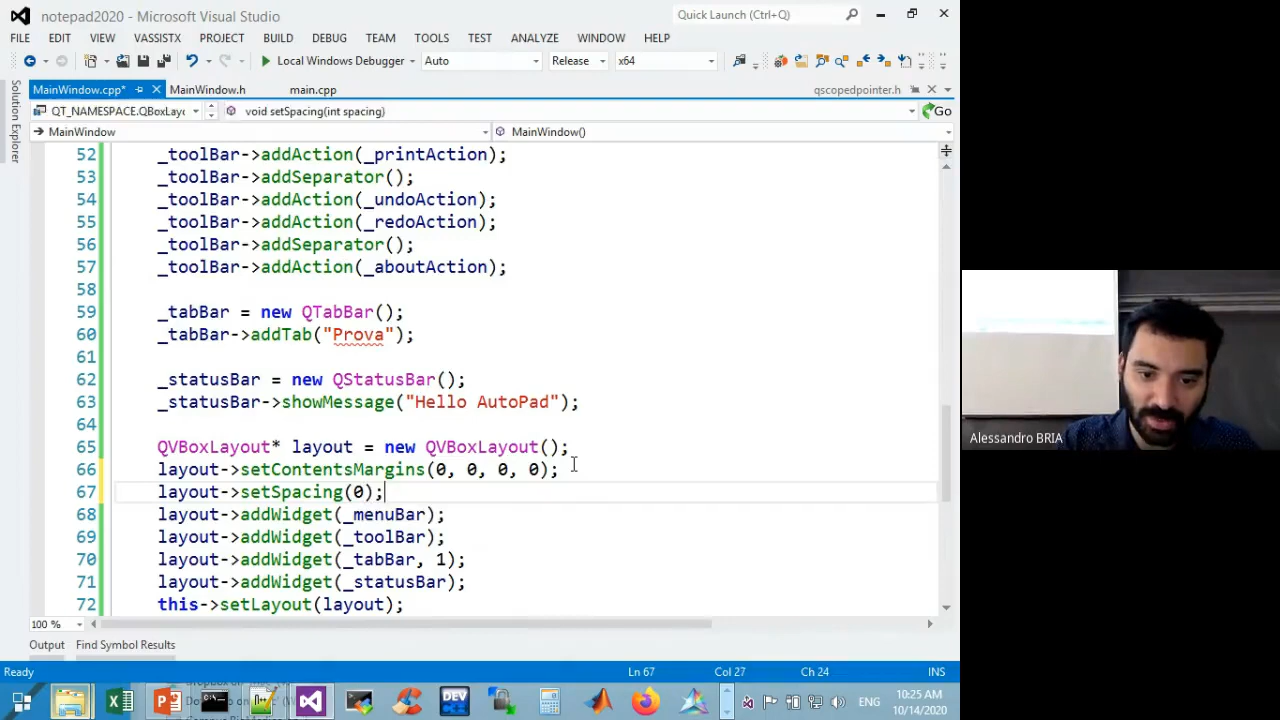 notepad2020 - Microsoft Visual Studio
Quick Launch (Ctrl+Q)
FILE EDIT VIEW VASSISTX PROJECT BUILD DEBUG TEAM TOOLS TEST ANALYZE WINDOW HELP
Local Windows Debugger Auto Release x64
MainWindow.cpp* MainWindow.h main.cpp qscopedpointer.h
QT_NAMESPACE.QBoxLay void setSpacing(int spacing) Go
MainWindow MainWindow()
Solution Explorer
52 _toolBar->addAction(_printAction);
53 _toolBar->addSeparator();
54 _toolBar->addAction(_undoAction);
55 _toolBar->addAction(_redoAction);
56 _toolBar->addSeparator();
57 _toolBar->addAction(_aboutAction);
58
59 _tabBar = new QTabBar();
60 _tabBar->addTab("Prova");
61
62 _statusBar = new QStatusBar();
63 _statusBar->showMessage("Hello AutoPad");
64
65 QVBoxLayout* layout = new QVBoxLayout();
66 layout->setContentsMargins(0, 0, 0, 0);
67 layout->setSpacing(0);
68 layout->addWidget(_menuBar);
69 layout->addWidget(_toolBar);
70 layout->addWidget(_tabBar, 1);
71 layout->addWidget(_statusBar);
72 this->setLayout(layout);
100 %
Output Find Symbol Results
Ready Ln 67 Col 27 Ch 24 INS
DEV
ENG
10:25 AM
10/14/2020
Alessandro BRIA